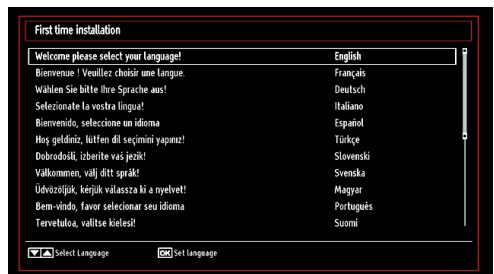 First time installation
Welcome please select your language! English
Bienvenue ! Veuillez choisir une langue. Français
Wählen Sie bitte Ihre Sprache aus! Deutsch
Selezionate la vostra lingua! Italiano
Bienvenido, seleccione un idioma Español
Hoş geldiniz, lütfen dil seçimini yapınız! Türkçe
Dobrodošli, izberite vaš jezik! Slovenski
Välkommen, välj ditt språk! Svenska
Üdvözöljük, kérjük válassza ki a nyelvet! Magyar
Bem-vindo, favor selecionar seu idioma Português
Tervetuloa, valitse kielesi! Suomi
Select Language OK Set language